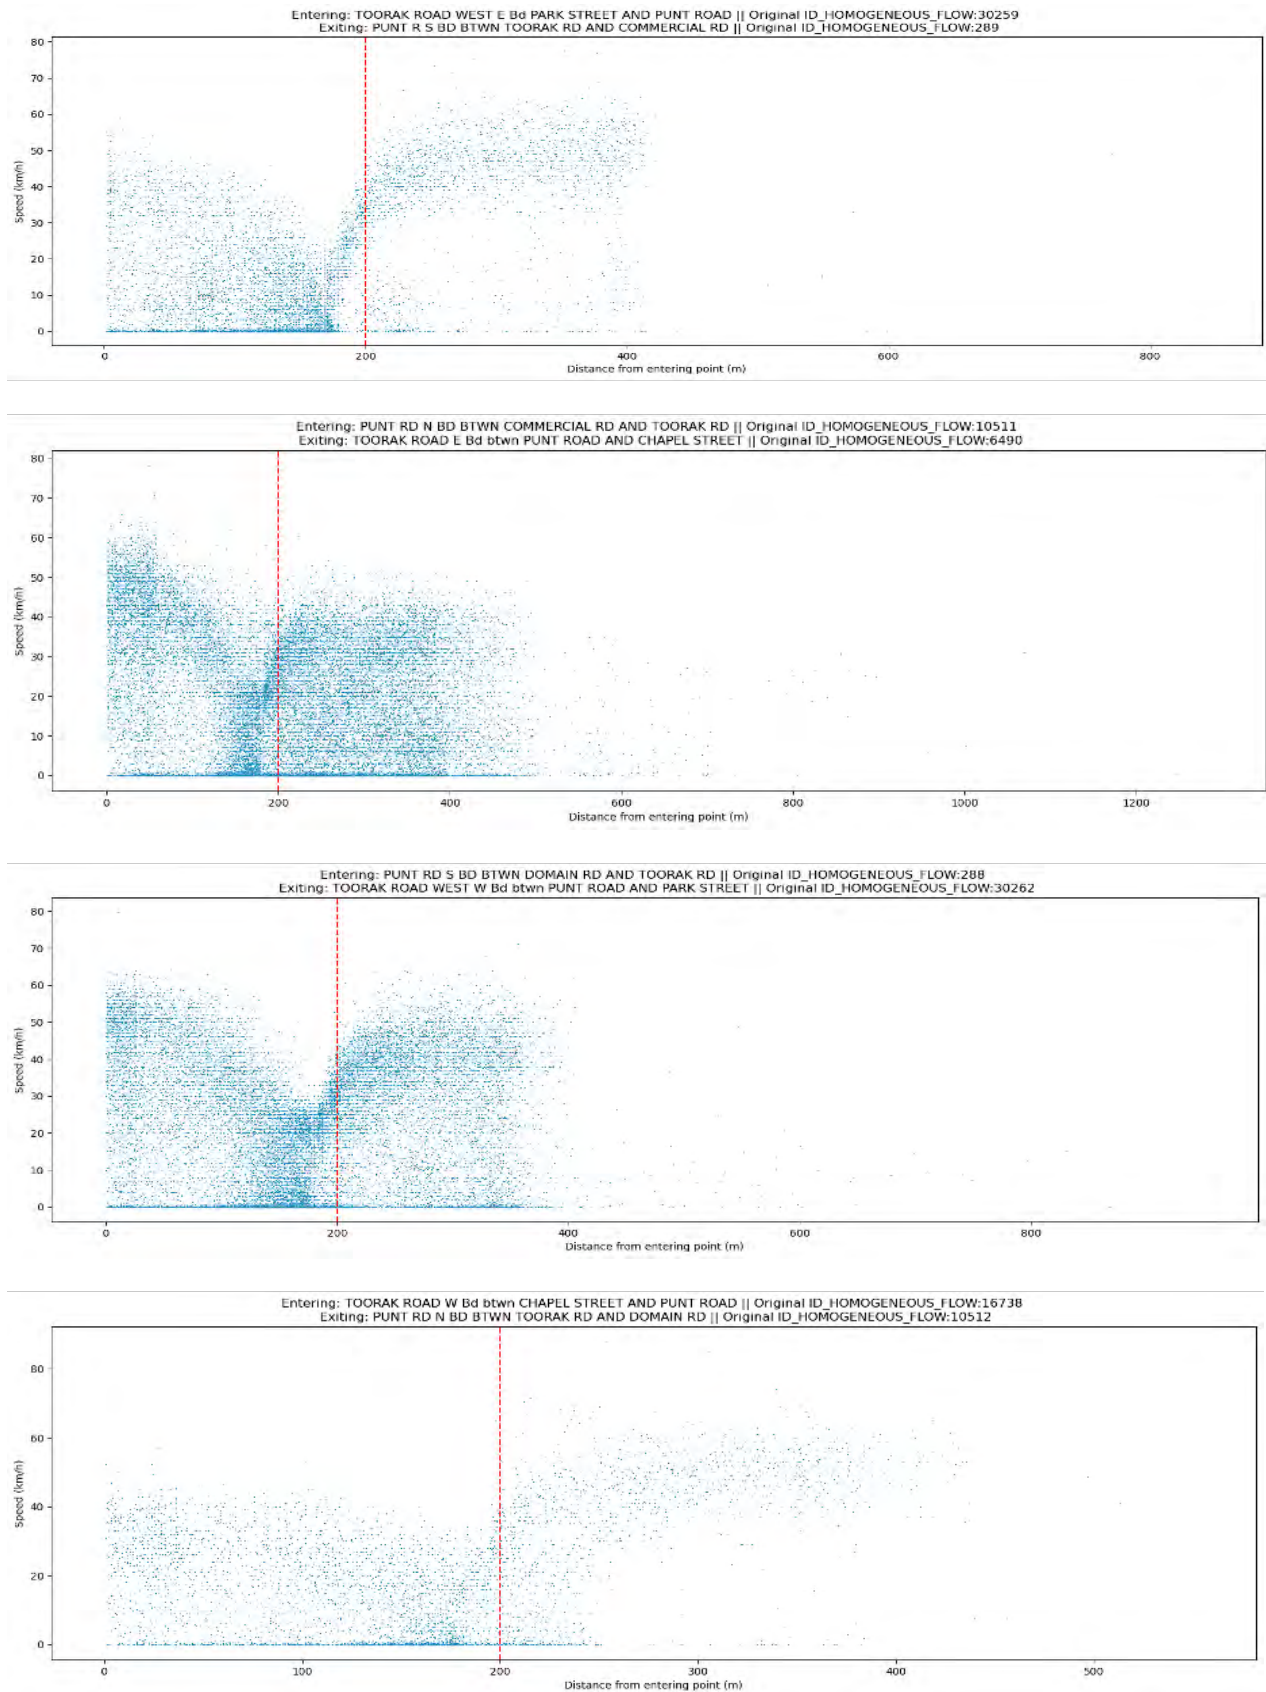 Entering: TOORAK ROAD WEST E Bd PARK STREET AND PUNT ROAD || Original ID_HOMOGENEOUS_FLOW:30259
Exiting: PUNT R S BD BTWN TOORAK RD AND COMMERCIAL RD || Original ID_HOMOGENEOUS_FLOW:289
80
70
60
50
40
30
20
10
0
Speed (km/h)
0 200 400 600 800
Distance from entering point (m)
Entering: PUNT RD N BD BTWN COMMERCIAL RD AND TOORAK RD || Original ID_HOMOGENEOUS_FLOW:10511
Exiting: TOORAK ROAD E Bd btwn PUNT ROAD AND CHAPEL STREET || Original ID_HOMOGENEOUS_FLOW:6490
80
70
60
50
40
30
20
10
0
Speed (km/h)
0 200 400 600 800 1000 1200
Distance from entering point (m)
Entering: PUNT RD S BD BTWN DOMAIN RD AND TOORAK RD || Original ID_HOMOGENEOUS_FLOW:288
Exiting: TOORAK ROAD WEST W Bd btwn PUNT ROAD AND PARK STREET || Original ID_HOMOGENEOUS_FLOW:30262
80
70
60
50
40
30
20
10
0
Speed (km/h)
0 200 400 600 800
Distance from entering point (m)
Entering: TOORAK ROAD W Bd btwn CHAPEL STREET AND PUNT ROAD || Original ID_HOMOGENEOUS_FLOW:16738
Exiting: PUNT RD N BD BTWN TOORAK RD AND DOMAIN RD || Original ID_HOMOGENEOUS_FLOW:10512
80
60
40
20
0
Speed (km/h)
0 100 200 300 400 500
Distance from entering point (m)